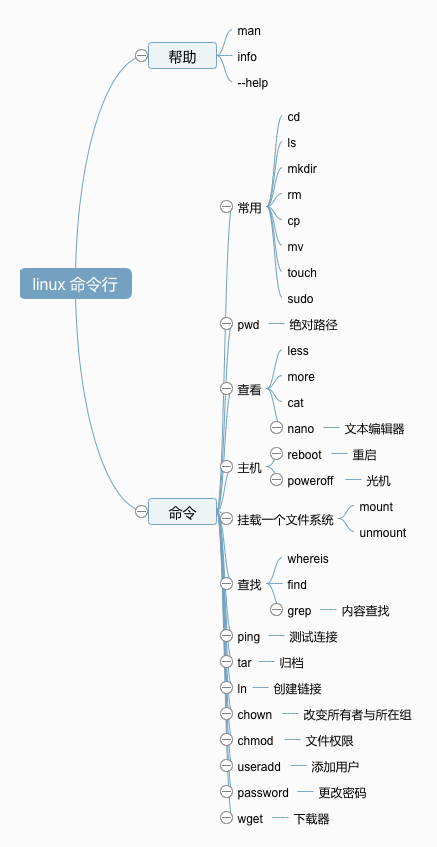 linux 命令行
帮助
man
info
--help
命令
常用
cd
ls
mkdir
rm
cp
mv
touch
sudo
pwd
绝对路径
查看
less
more
cat
nano
文本编辑器
主机
reboot
重启
poweroff
光机
挂载一个文件系统
mount
unmount
查找
whereis
find
grep
内容查找
ping
测试连接
tar
归档
ln
创建链接
chown
改变所有者与所在组
chmod
文件权限
useradd
添加用户
password
更改密码
wget
下载器